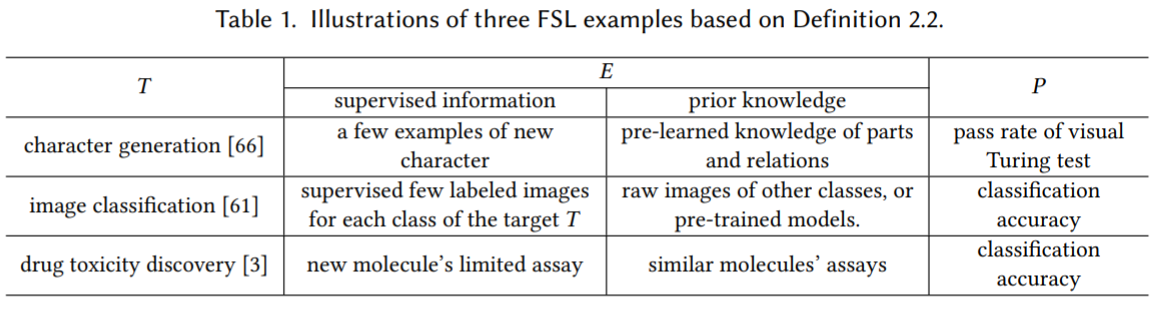 Table 1. Illustrations of three FSL examples based on Definition 2.2.
T
E
P
supervised information
prior knowledge
character generation [66]
a few examples of new
character
pre-learned knowledge of parts
and relations
pass rate of visual
Turing test
image classification [61]
supervised few labeled images
for each class of the target T
raw images of other classes, or
pre-trained models.
classification
accuracy
drug toxicity discovery [3]
new molecule's limited assay
similar molecules' assays
classification
accuracy